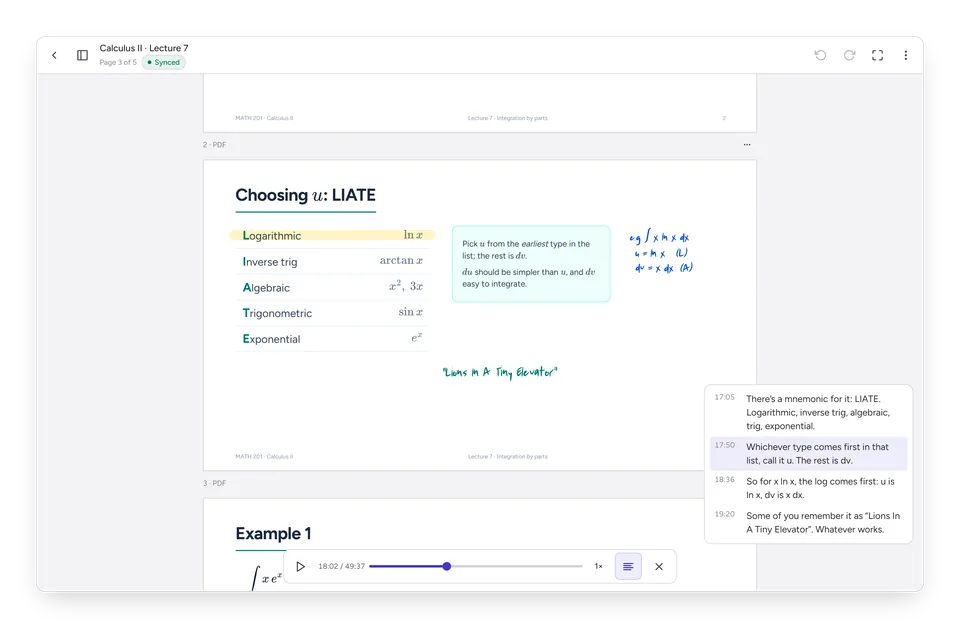 Calculus II · Lecture 7
Page 3 of 5
Synced
MATH 201 · Calculus II
Lecture 7 · Integration by parts
2
2 · PDF
Choosing u: LIATE
Logarithmic ln x
Inverse trig arctan x
Algebraic x², 3x
Trigonometric sin x
Exponential eˣ
Pick u from the earliest type in the
list; the rest is dv.
du should be simpler than u, and dv
easy to integrate.
e.g ∫ x ln x dx
u = ln x (L)
dv = x dx (A)
"Lions In A Tiny Elevator"
MATH 201 · Calculus II
Lecture 7 · Integration by parts
3 · PDF
Example 1
∫ x eˣ
17:05 There's a mnemonic for it: LIATE.
Logarithmic, inverse trig, algebraic,
trig, exponential.
17:50 Whichever type comes first in that
list, call it u. The rest is dv.
18:36 So for x ln x, the log comes first: u is
ln x, dv is x dx.
19:20 Some of you remember it as "Lions In
A Tiny Elevator". Whatever works.
18:02 / 49:37
1×